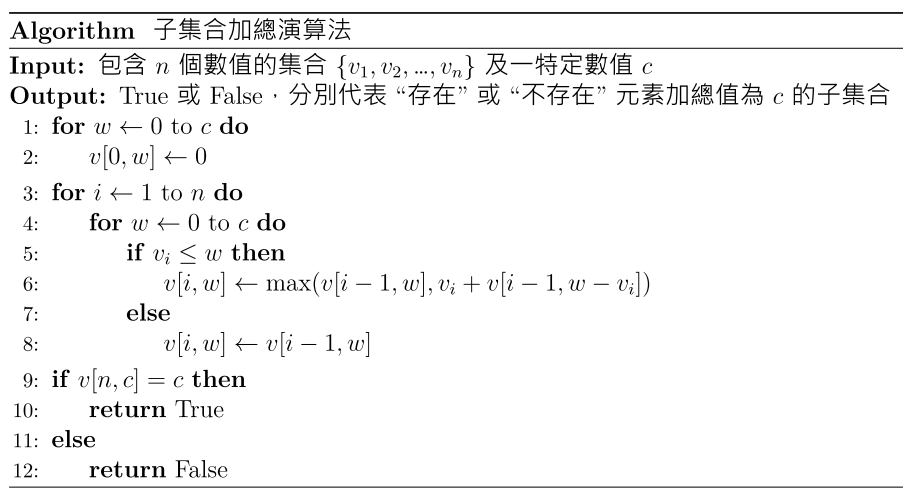 Algorithm 子集合加總演算法
Input: 包含 n 個數值的集合 {v₁, v₂, ..., vₙ} 及一特定數值 c
Output: True 或 False，分別代表 “存在” 或 “不存在” 元素加總值為 c 的子集合
1: for w ← 0 to c do
2: v[0, w] ← 0
3: for i ← 1 to n do
4: for w ← 0 to c do
5: if vᵢ ≤ w then
6: v[i, w] ← max(v[i − 1, w], vᵢ + v[i − 1, w − vᵢ])
7: else
8: v[i, w] ← v[i − 1, w]
9: if v[n, c] = c then
10: return True
11: else
12: return False